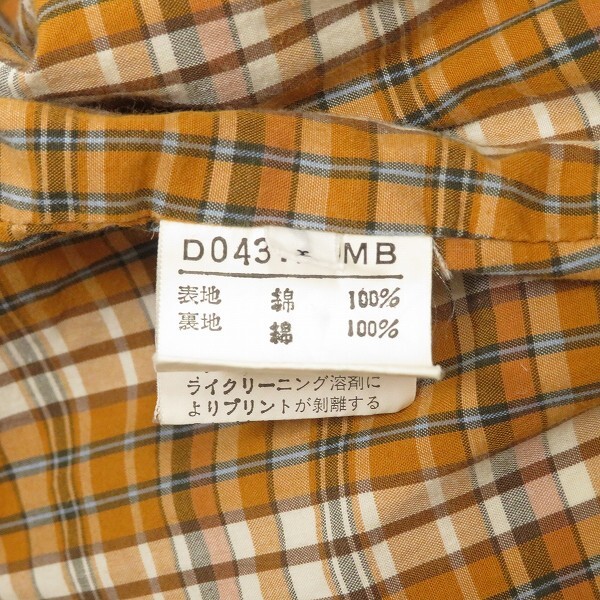 D043 MB
表地 綿 100%
裏地 綿 100%
ライクリーニング溶剤に
よりプリントが剥離する